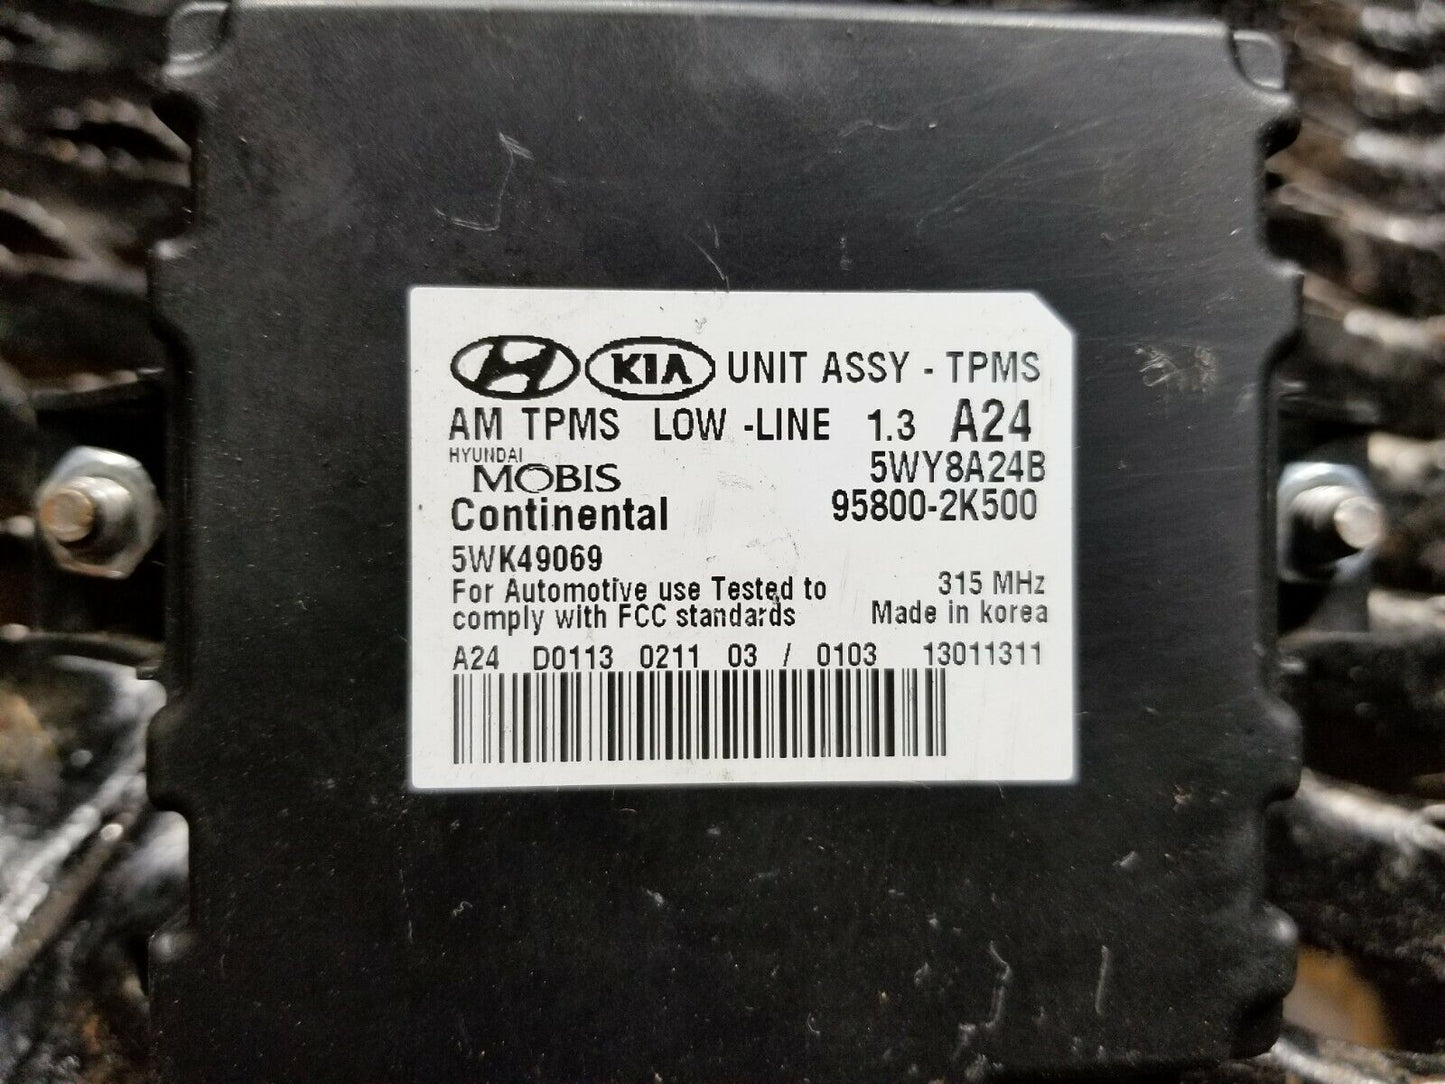 KIA UNIT ASSY - TPMS
AM TPMS LOW -LINE 1.3 A24
HYUNDAI
MOBIS
5WY8A24B
Continental
95800-2K500
5WK49069
For Automotive use Tested to
comply with FCC standards
315 MHz
Made in korea
A24 D0113 0211 03 / 0103 13011311